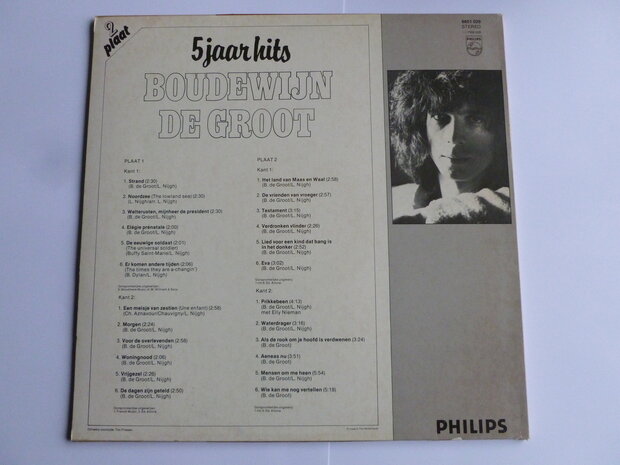 2
plaat
5 jaar hits
BOUDEWIJN
DE GROOT
6651 029
STEREO
PHILIPS
PLAAT 1
Kant 1:
1. Strand (2:30)
(B. de Groot/L. Nijgh)
2. Noordzee (The lowland sea) (2:30)
(L. Nijgh/arr. L. Nijgh)
3. Welterusten, mijnheer de president (2:30)
(B. de Groot/L. Nijgh)
4. Elégie prénatale (2:00)
(B. de Groot/L. Nijgh)
5. De eeuwige soldaat (2:01)
(The universal soldier)
(Buffy Saint-Marie/L. Nijgh)
6. Er komen andere tijden (2:06)
(The times they are a changin')
(B. Dylan/L. Nijgh)
Kant 2:
1. Een meisje van zestien (Une enfant) (2:58)
(Ch. Aznavour/Chauvigny/L. Nijgh)
2. Morgen (2:24)
(B. de Groot/L. Nijgh)
3. Voor de overlevenden (2:58)
(B. de Groot/L. Nijgh)
4. Woningnood (2:06)
(B. de Groot/L. Nijgh)
5. Vrijgezel (2:28)
(B. de Groot/L. Nijgh)
6. De dagen zijn geteld (2:50)
(B. de Groot/L. Nijgh)
PLAAT 2
Kant 1:
1. Het land van Maas en Waal (2:58)
(B. de Groot/L. Nijgh)
2. De vrienden van vroeger (2:57)
(B. de Groot/L. Nijgh)
3. Testament (3:15)
(B. de Groot/L. Nijgh)
4. Verdronken vlinder (2:26)
(B. de Groot/L. Nijgh)
5. Lied voor een kind dat bang is
in het donker (2:52)
(B. de Groot/L. Nijgh)
6. Eva (3:02)
(B. de Groot/L. Nijgh)
Kant 2:
1. Prikkebeen (4:13)
(B. de Groot/L. Nijgh)
met Elly Nieman
2. Waterdrager (3:16)
(B. de Groot/L. Nijgh)
3. Als de rook om je hoofd is verdwenen (3:24)
(B. de Groot)
4. Aeneas nu (3:51)
(B. de Groot)
5. Mensen om me heen (5:54)
(B. de Groot/L. Nijgh)
6. Wie kan me nog vertellen (5:18)
(B. de Groot)
PHILIPS